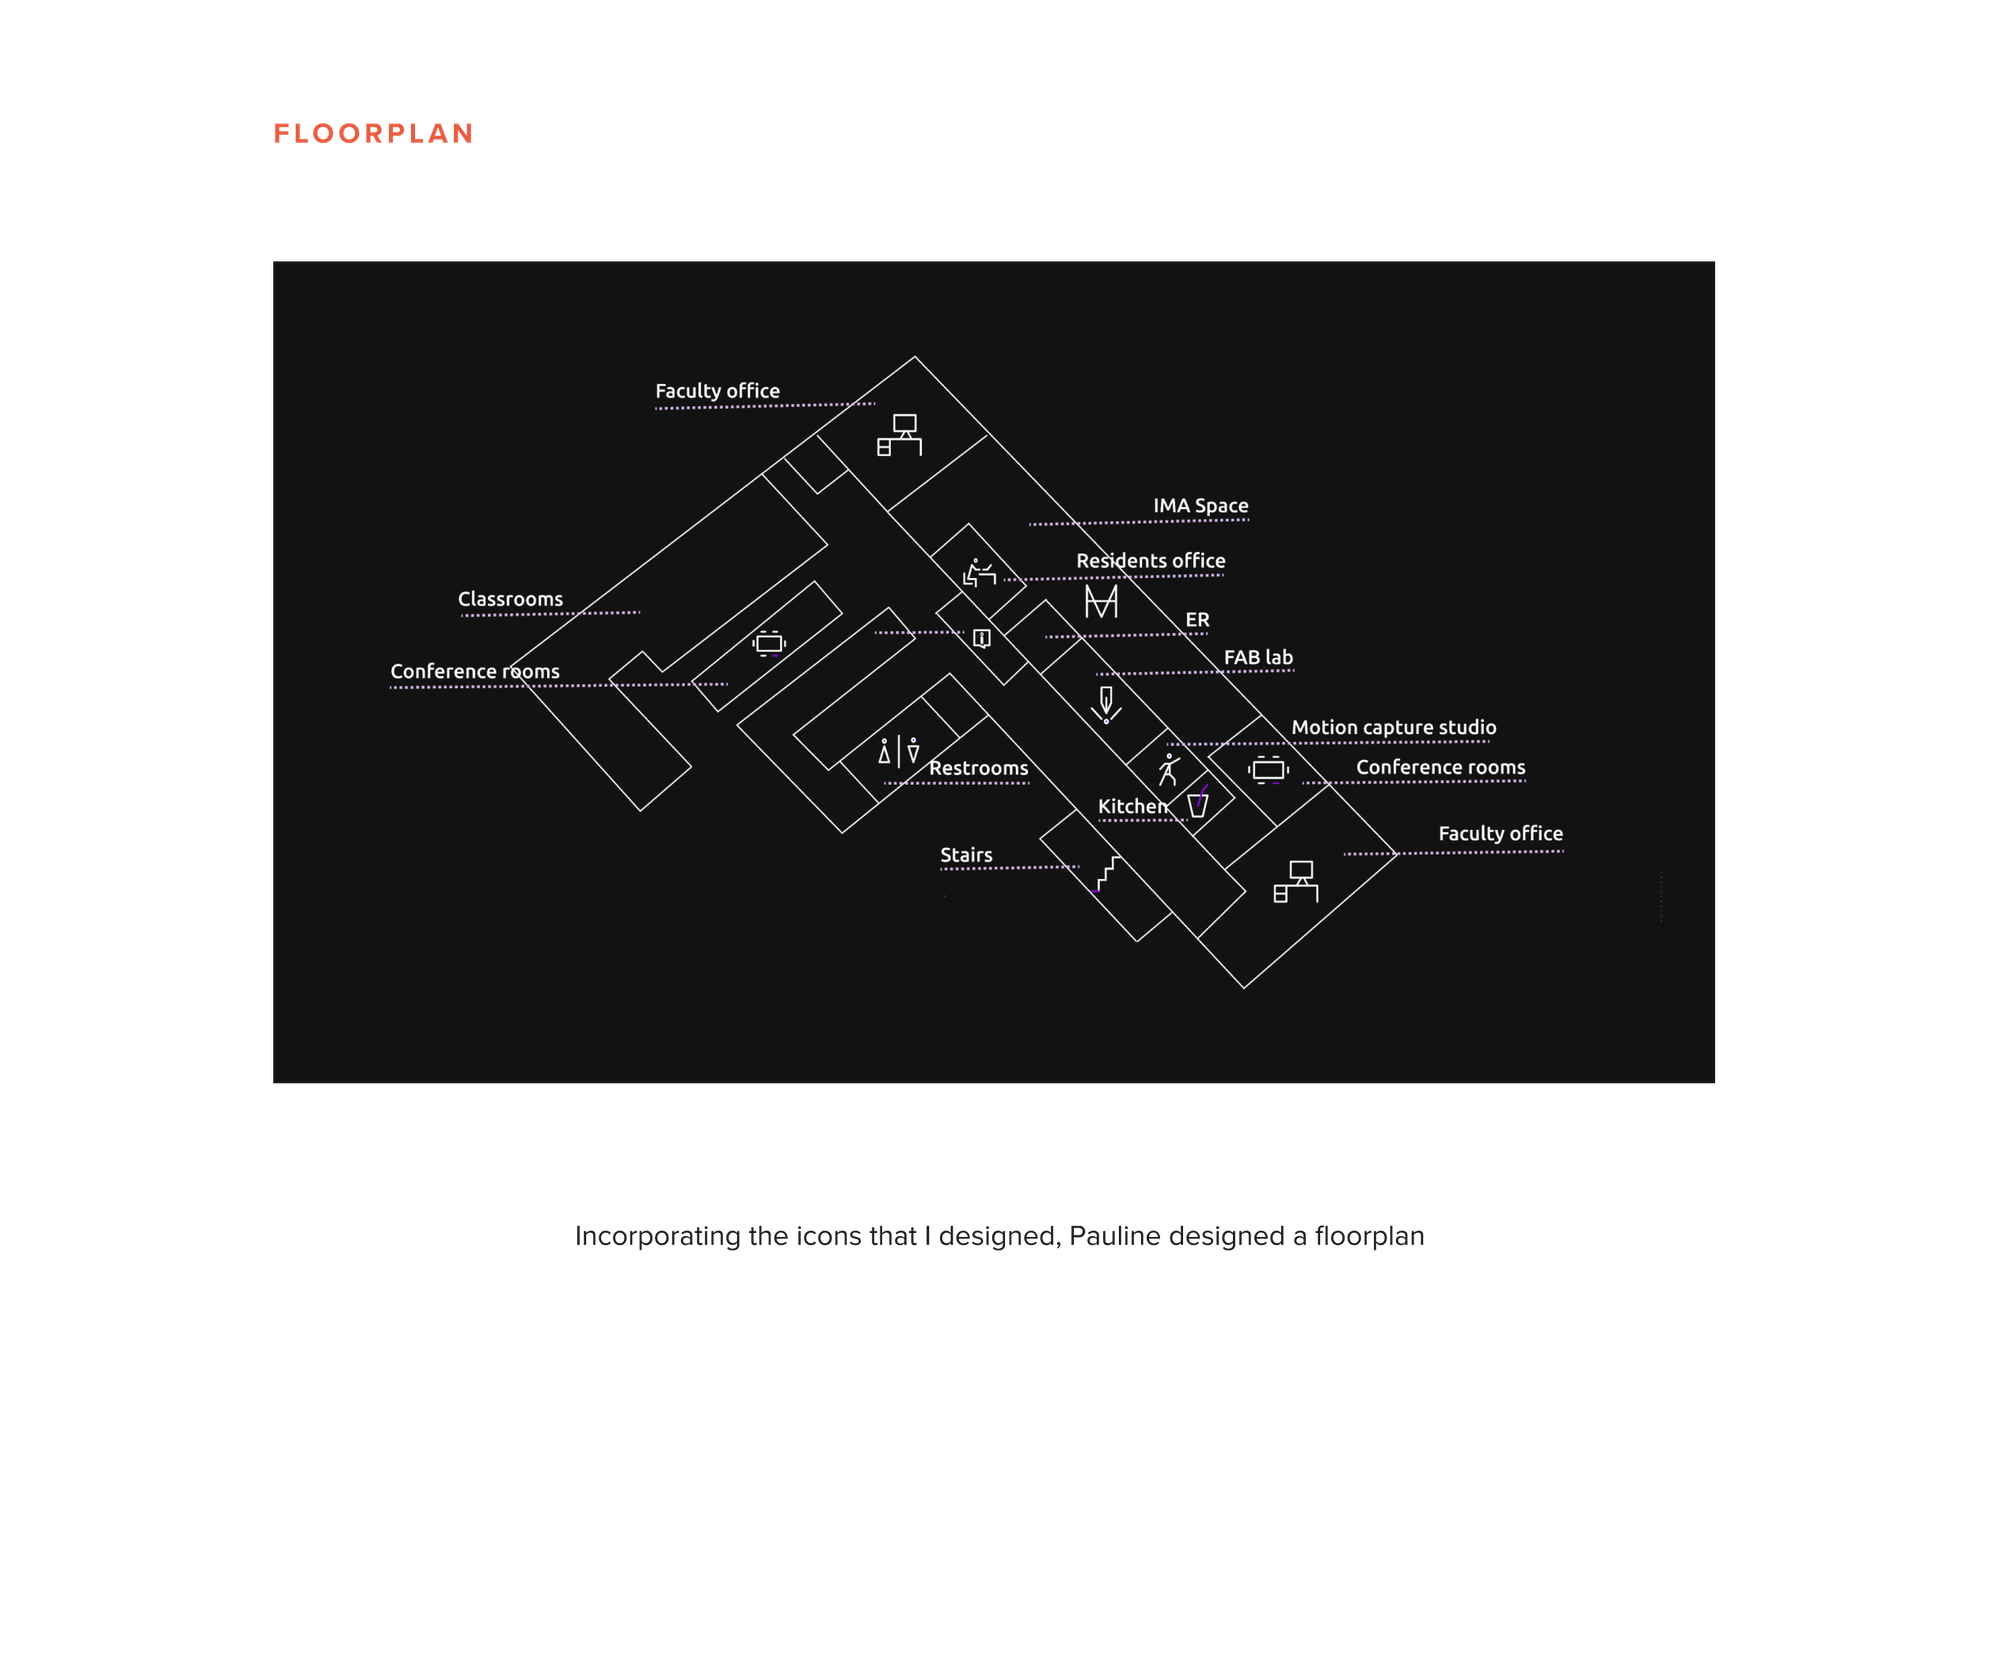 FLOORPLAN
Faculty office
IMA Space
Residents office
Classrooms
ER
FAB lab
Conference rooms
Motion capture studio
Restrooms
Conference rooms
Kitchen
Faculty office
Stairs
Incorporating the icons that I designed, Pauline designed a floorplan